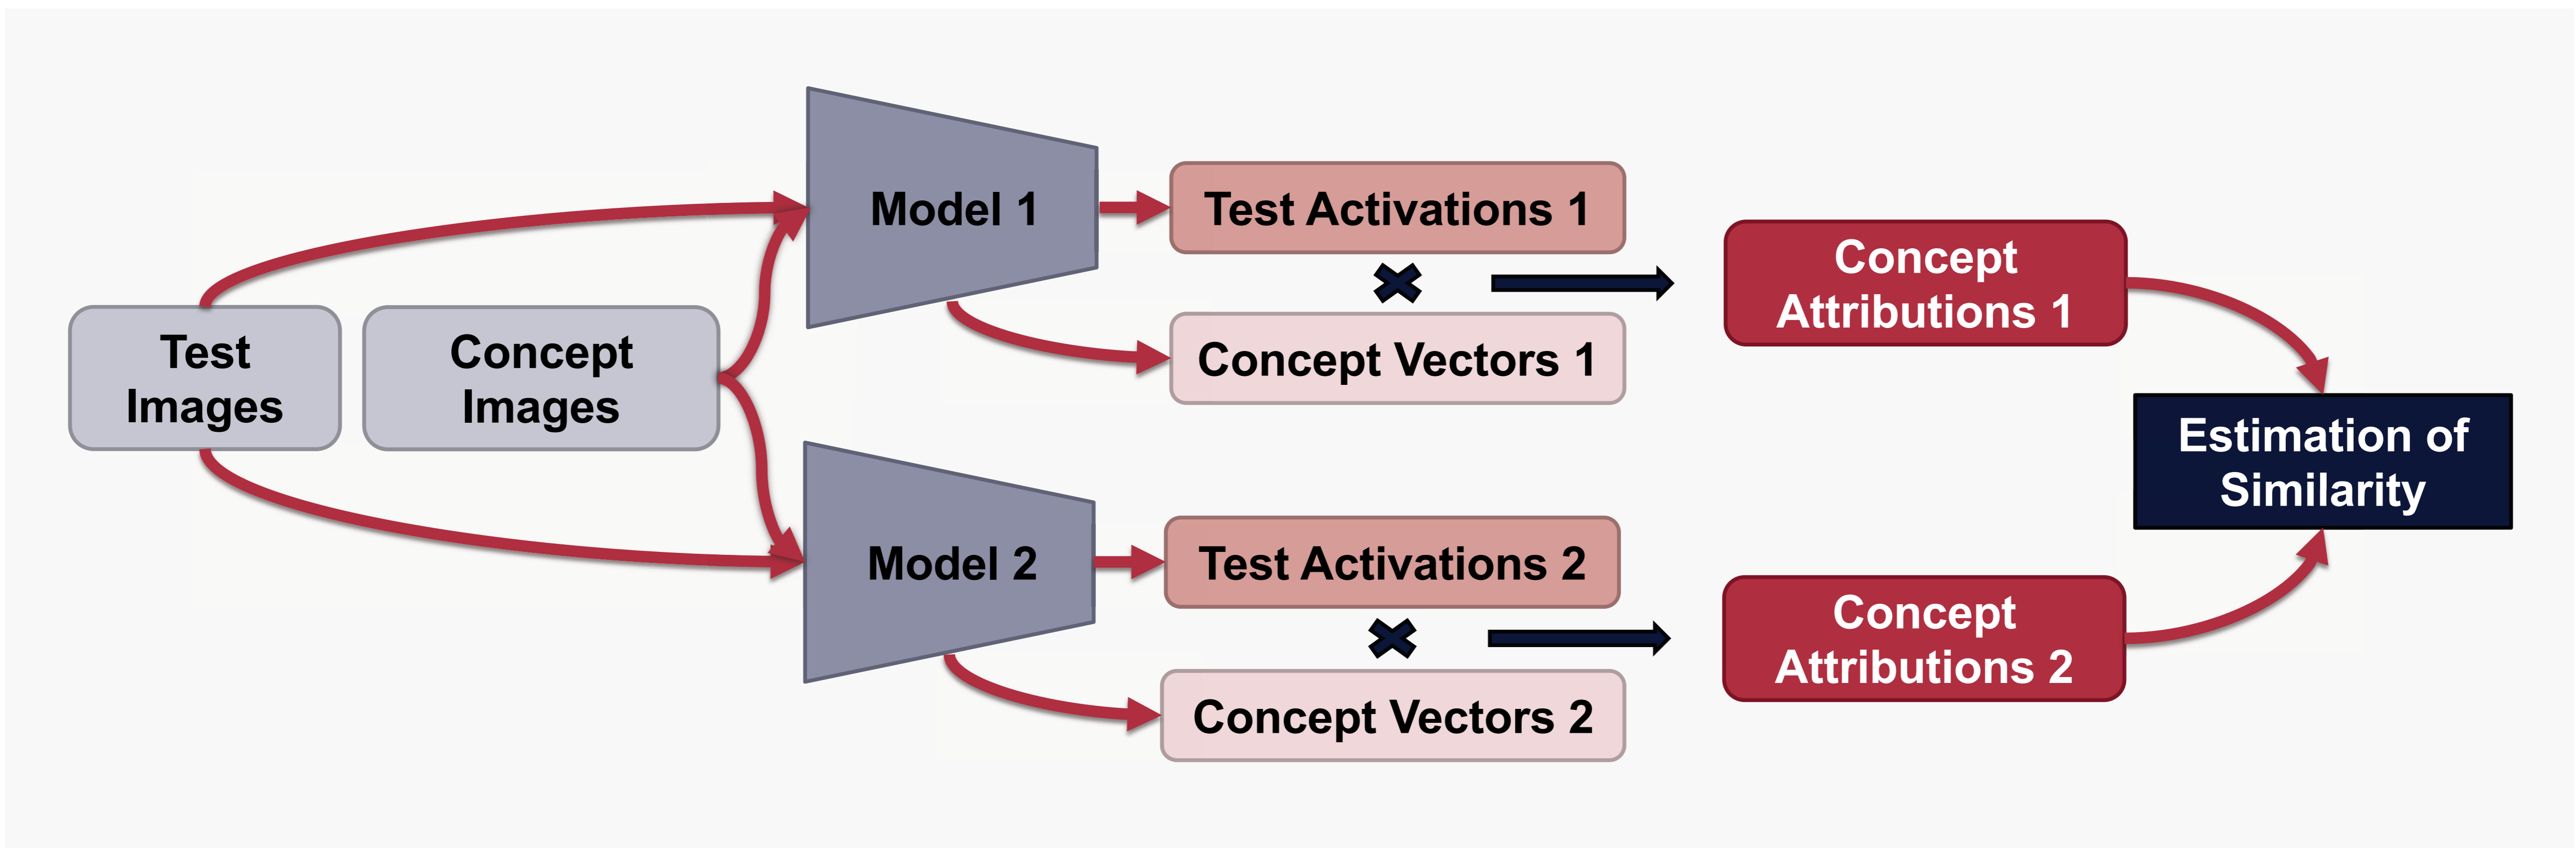 Test
Images
Concept
Images
Model 1
Test Activations 1
Concept Vectors 1
Concept
Attributions 1
Model 2
Test Activations 2
Concept Vectors 2
Concept
Attributions 2
Estimation of
Similarity